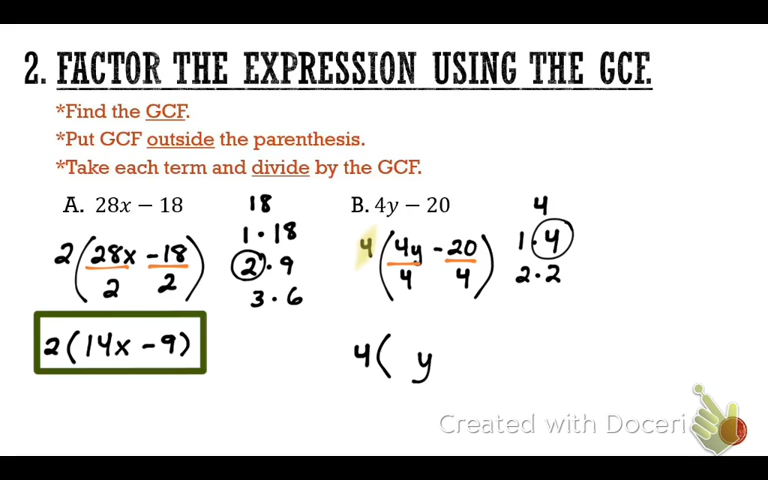 2. FACTOR THE EXPRESSION USING THE GCF.
*Find the GCF.
*Put GCF outside the parenthesis.
*Take each term and divide by the GCF.
A. 28x − 18
18
1 · 18
2 · 9
3 · 6
2(28x/2 − 18/2)
2(14x − 9)
B. 4y − 20
4
1 · 4
2 · 2
4(4y/4 − 20/4)
4( y
Created with Doceri